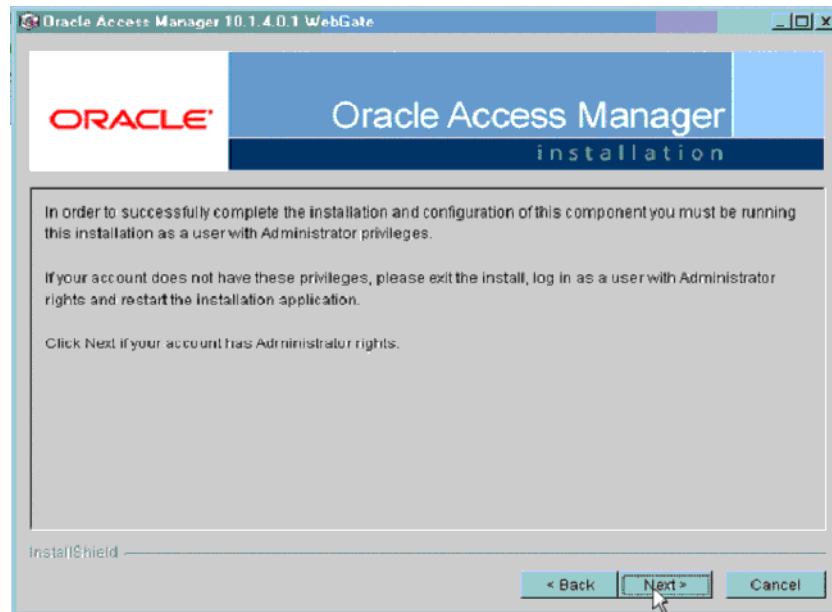 Oracle Access Manager 10.1.4.0.1 WebGate
ORACLE
Oracle Access Manager
installation
In order to successfully complete the installation and configuration of this component you must be running
this installation as a user with Administrator privileges.
If your account does not have these privileges, please exit the install, log in as a user with Administrator
rights and restart the installation application.
Click Next if your account has Administrator rights.
InstallShield
< Back Next > Cancel